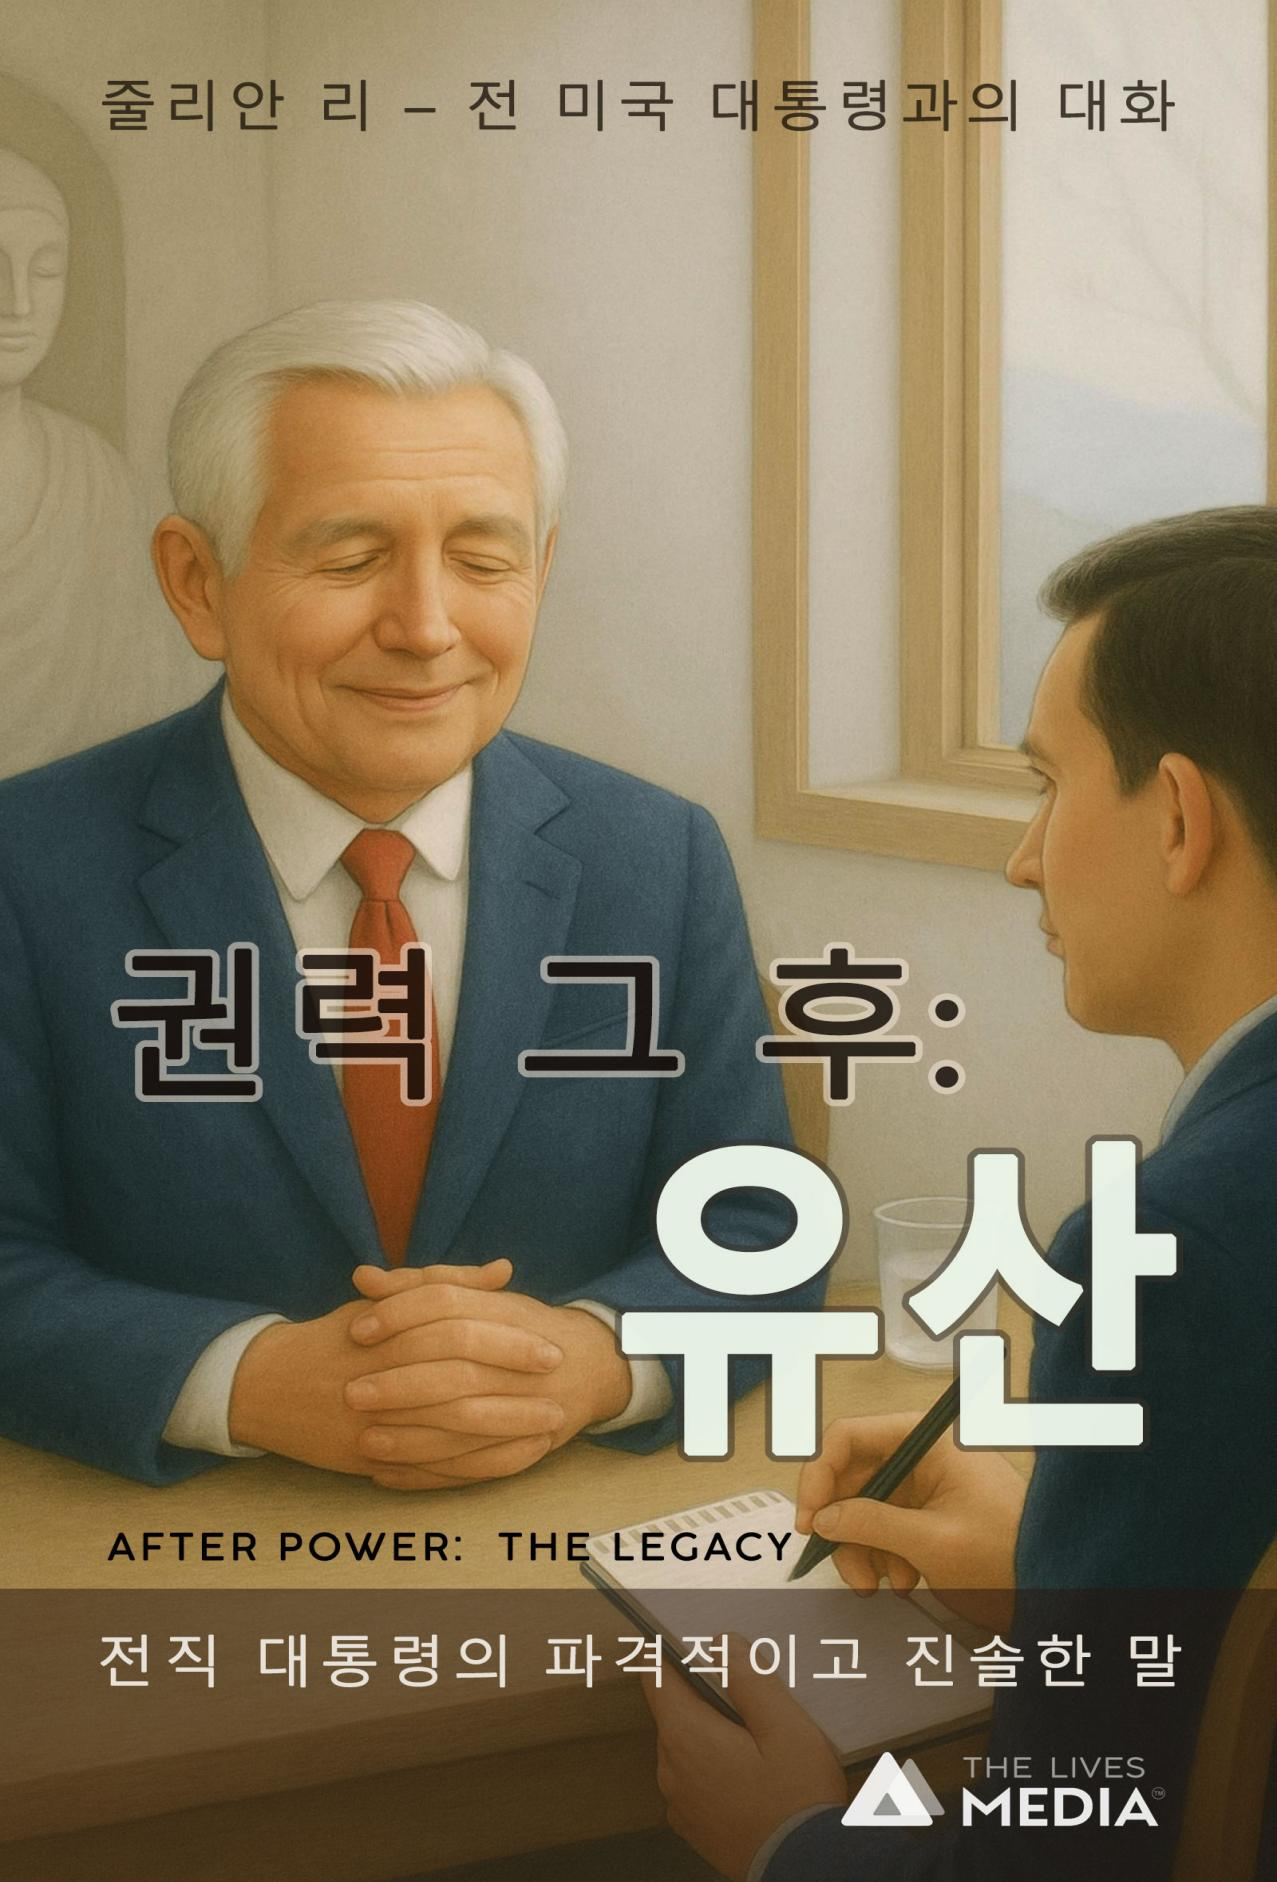 줄리안 리 – 전 미국 대통령과의 대화
권력 그 후:
유산
AFTER POWER: THE LEGACY
전직 대통령의 파격적이고 진솔한 말
THE LIVES
MEDIA™